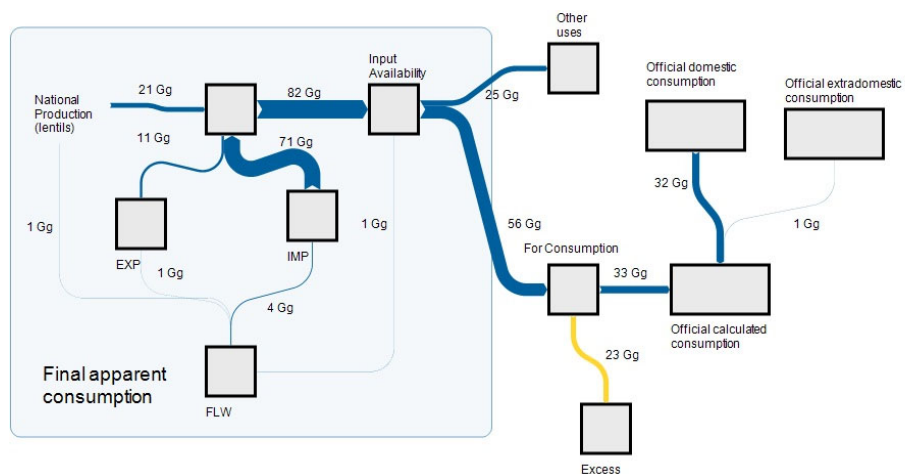 Other
uses
Input
Availability
Official domestic
consumption
Official extradomestic
consumption
21 Gg
82 Gg
25 Gg
National
Production
(lentils)
11 Gg
71 Gg
32 Gg
1 Gg
1 Gg
56 Gg
1 Gg
For Consumption
EXP
IMP
1 Gg
33 Gg
4 Gg
Official calculated
consumption
23 Gg
Final apparent
consumption
FLW
Excess